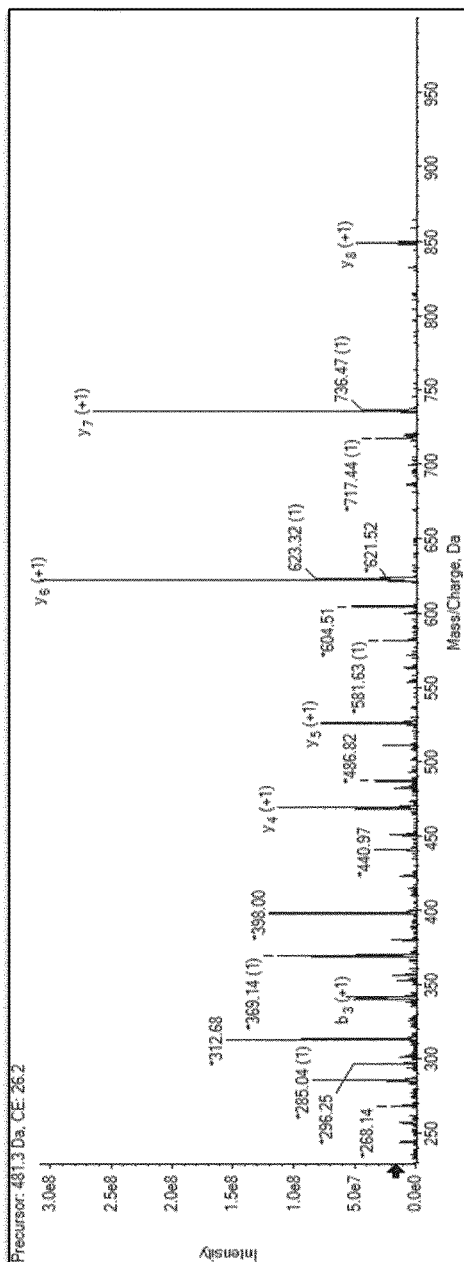 Precursor: 481.3 Da, CE: 26.2
Intensity
3.0e8
2.5e8
2.0e8
1.5e8
1.0e8
5.0e7
0.0e0
*268.14
*296.25
*285.04 (1)
*312.68
b3 (+1)
*369.14 (1)
*398.00
*440.97
y4 (+1)
*486.82
y5 (+1)
*581.63 (1)
*604.51
y6 (+1)
*621.52
623.32 (1)
*717.44 (1)
y7 (+1)
736.47 (1)
y8 (+1)
250 300 350 400 450 500 550 600 650 700 750 800 850 900 950
Mass/Charge, Da